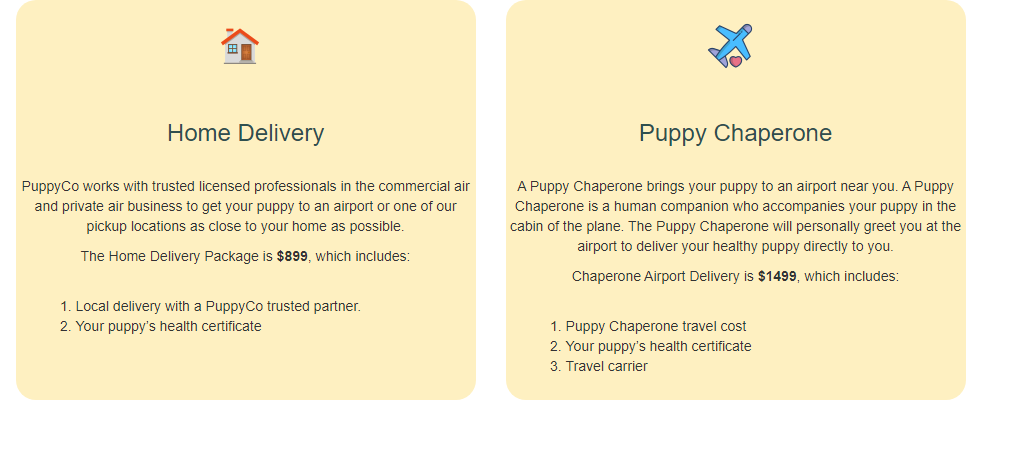 Home Delivery
PuppyCo works with trusted licensed professionals in the commercial air
and private air business to get your puppy to an airport or one of our
pickup locations as close to your home as possible.
The Home Delivery Package is $899, which includes:
1. Local delivery with a PuppyCo trusted partner.
2. Your puppy’s health certificate
Puppy Chaperone
A Puppy Chaperone brings your puppy to an airport near you. A Puppy
Chaperone is a human companion who accompanies your puppy in the
cabin of the plane. The Puppy Chaperone will personally greet you at the
airport to deliver your healthy puppy directly to you.
Chaperone Airport Delivery is $1499, which includes:
1. Puppy Chaperone travel cost
2. Your puppy’s health certificate
3. Travel carrier